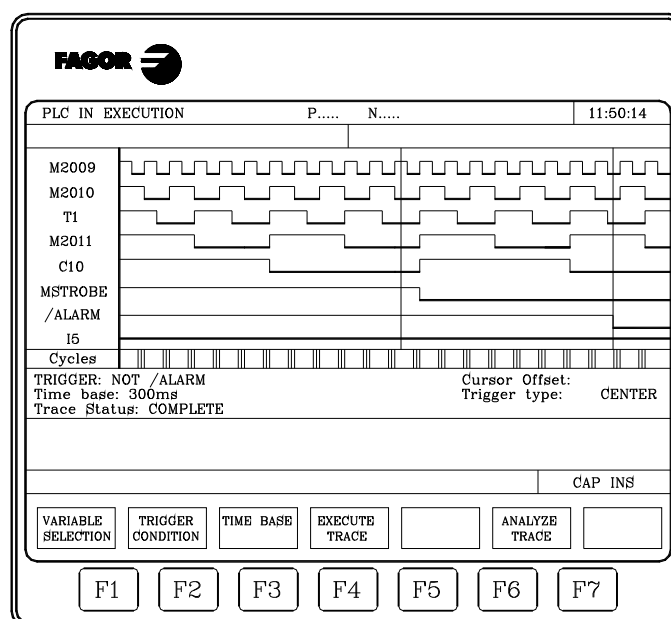 FAGOR
PLC IN EXECUTION P..... N..... 11:50:14
M2009
M2010
T1
M2011
C10
MSTROBE
/ALARM
I5
Cycles
TRIGGER: NOT /ALARM Cursor Offset:
Time base: 300ms Trigger type: CENTER
Trace Status: COMPLETE
CAP INS
VARIABLE SELECTION
TRIGGER CONDITION
TIME BASE
EXECUTE TRACE
ANALYZE TRACE
F1 F2 F3 F4 F5 F6 F7